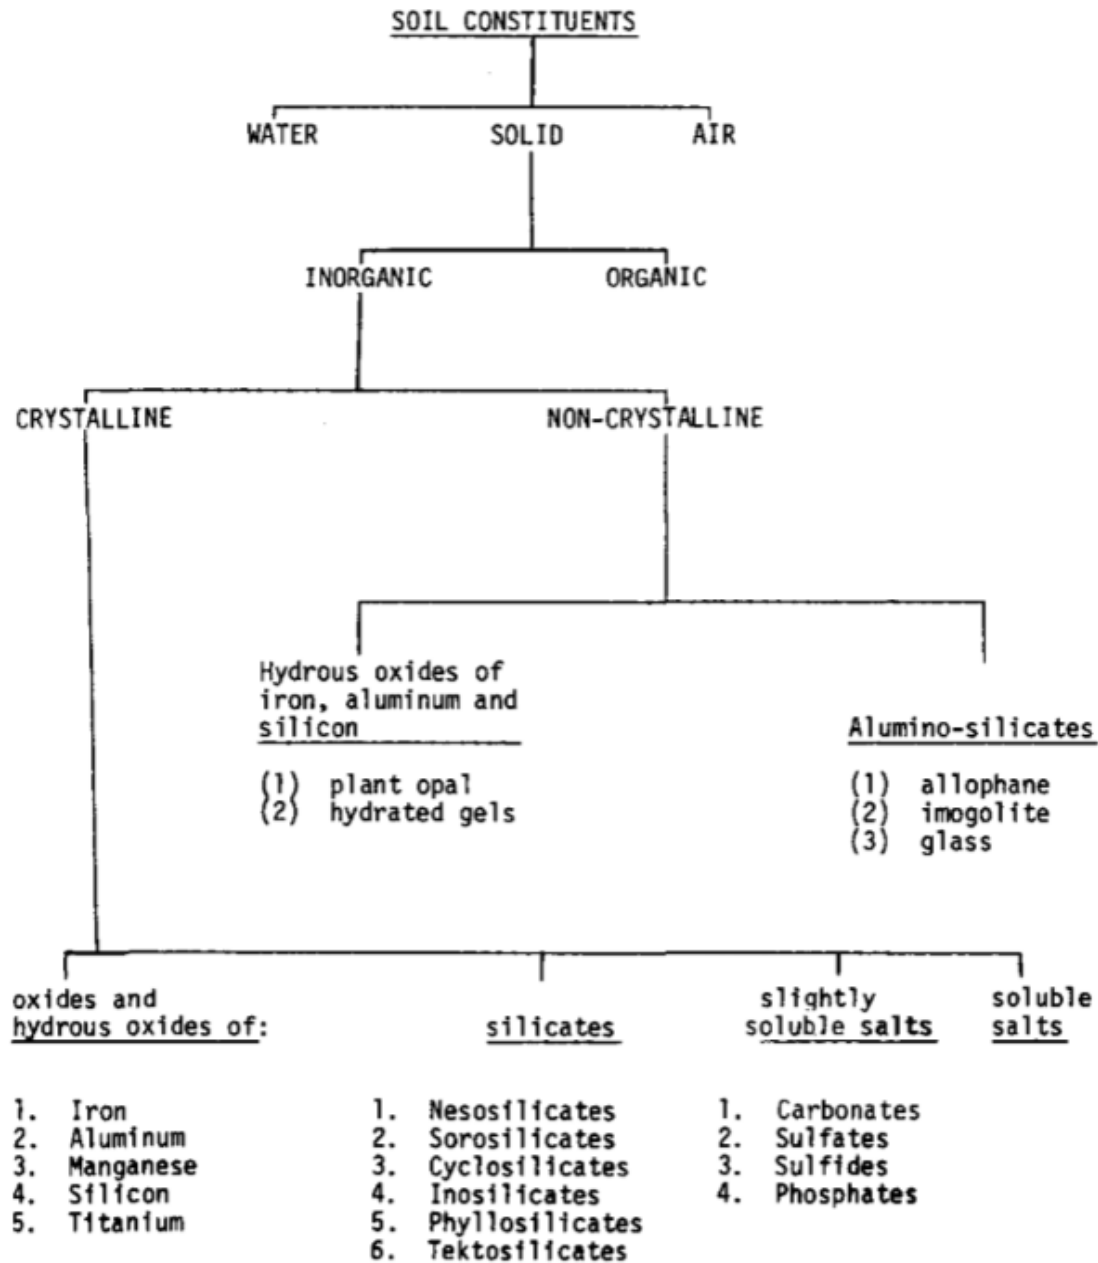 SOIL CONSTITUENTS
WATER SOLID AIR
INORGANIC ORGANIC
CRYSTALLINE NON-CRYSTALLINE
Hydrous oxides of
iron, aluminum and
silicon
(1) plant opal
(2) hydrated gels
Alumino-silicates
(1) allophane
(2) imogolite
(3) glass
oxides and
hydrous oxides of:
1. Iron
2. Aluminum
3. Manganese
4. Silicon
5. Titanium
silicates
1. Nesosilicates
2. Sorosilicates
3. Cyclosilicates
4. Inosilicates
5. Phyllosilicates
6. Tektosilicates
slightly
soluble salts
1. Carbonates
2. Sulfates
3. Sulfides
4. Phosphates
soluble
salts